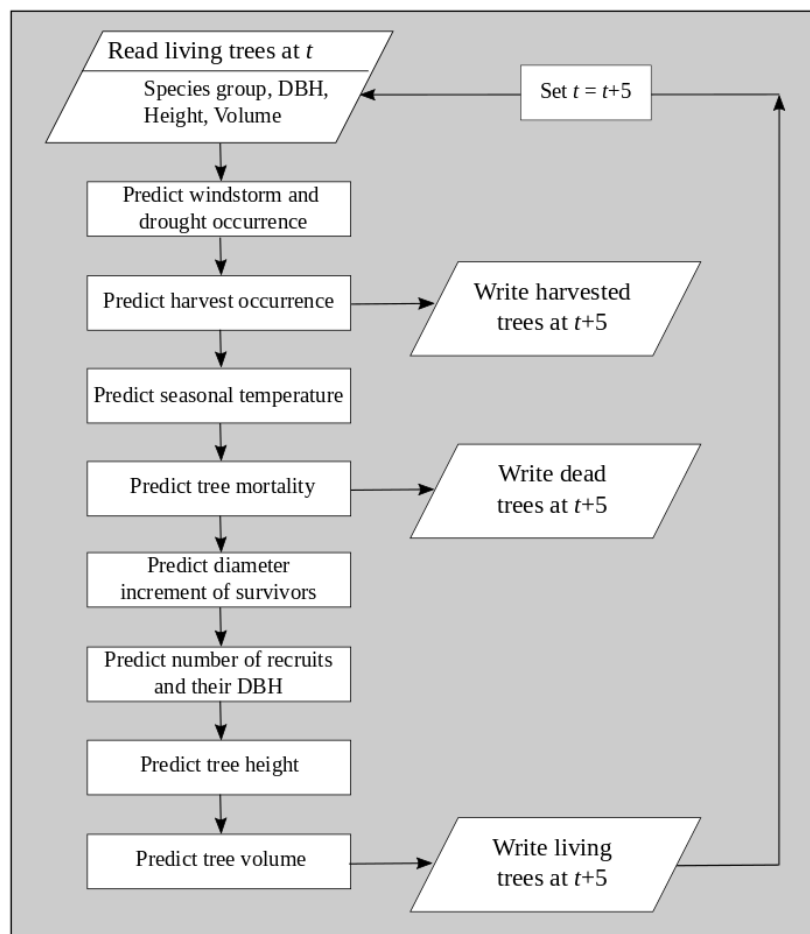 Read living trees at t
Species group, DBH,
Height, Volume
Set t = t+5
Predict windstorm and
drought occurrence
Predict harvest occurrence
Write harvested
trees at t+5
Predict seasonal temperature
Predict tree mortality
Write dead
trees at t+5
Predict diameter
increment of survivors
Predict number of recruits
and their DBH
Predict tree height
Predict tree volume
Write living
trees at t+5